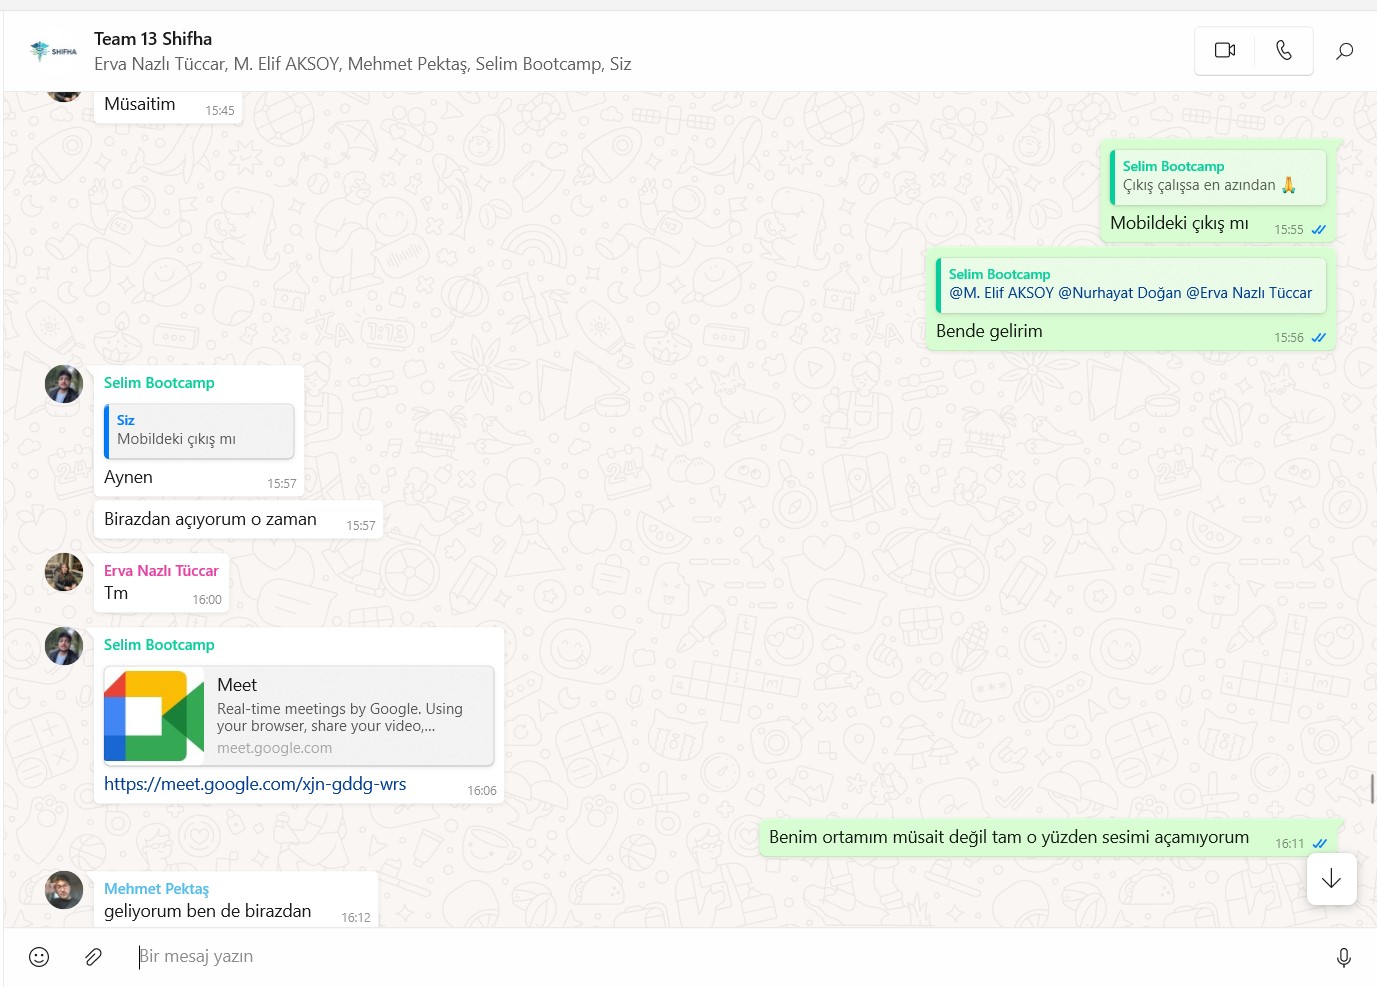 SHIFHA
Team 13 Shifha
Erva Nazlı Tüccar, M. Elif AKSOY, Mehmet Pektaş, Selim Bootcamp, Siz
Müsaitim
15:45
Selim Bootcamp
Çıkış çalışsa en azından 🙏
Mobildeki çıkış mı
15:55
Selim Bootcamp
@M. Elif AKSOY @Nurhayat Doğan @Erva Nazlı Tüccar
Bende gelirim
15:56
Selim Bootcamp
Siz
Mobildeki çıkış mı
Aynen
15:57
Birazdan açıyorum o zaman
15:57
Erva Nazlı Tüccar
Tm
16:00
Selim Bootcamp
Meet
Real-time meetings by Google. Using
your browser, share your video,...
meet.google.com
https://meet.google.com/xjn-gddg-wrs
16:06
Benim ortamım müsait değil tam o yüzden sesimi açamıyorum
16:11
Mehmet Pektaş
geliyorum ben de birazdan
16:12
Bir mesaj yazın